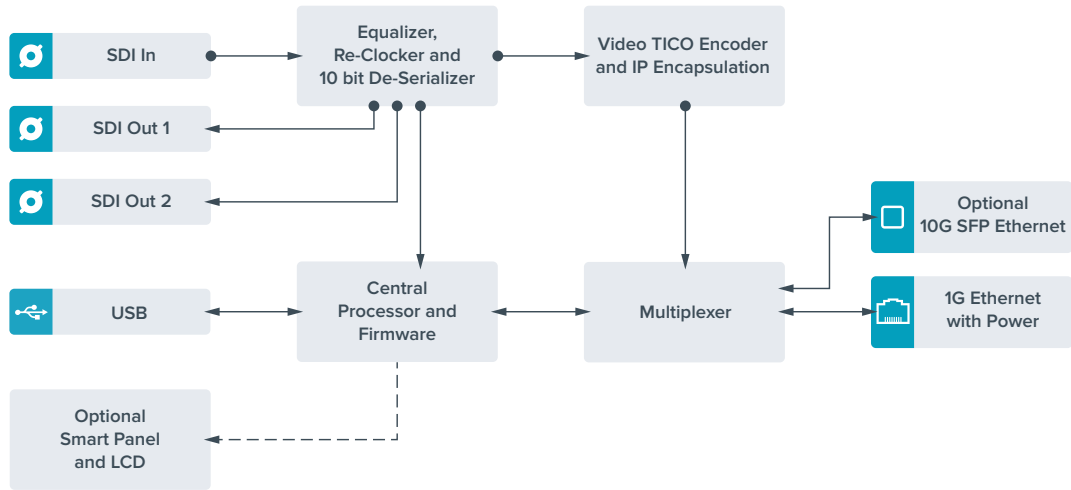 SDI In
Equalizer,
Re-Clocker and
10 bit De-Serializer
Video TICO Encoder
and IP Encapsulation
SDI Out 1
SDI Out 2
Optional
10G SFP Ethernet
USB
Central
Processor and
Firmware
Multiplexer
1G Ethernet
with Power
Optional
Smart Panel
and LCD